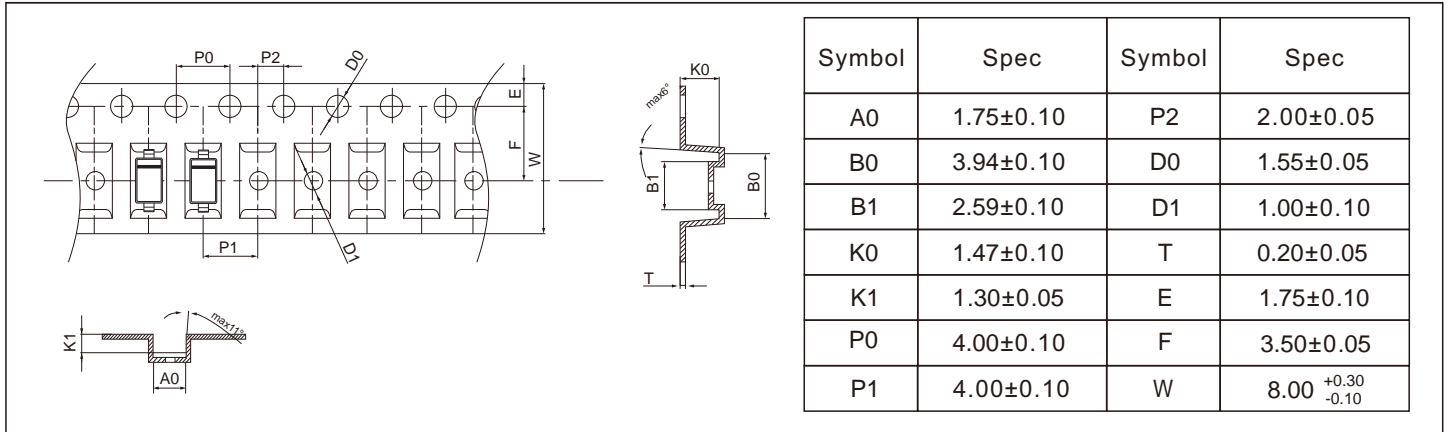 P0 P2 D0
E
F
W
P1 D1
K0
max6°
B1
B0
T
K1
max11°
A0
Symbol Spec Symbol Spec
A0 1.75±0.10 P2 2.00±0.05
B0 3.94±0.10 D0 1.55±0.05
B1 2.59±0.10 D1 1.00±0.10
K0 1.47±0.10 T 0.20±0.05
K1 1.30±0.05 E 1.75±0.10
P0 4.00±0.10 F 3.50±0.05
P1 4.00±0.10 W 8.00 +0.30 -0.10